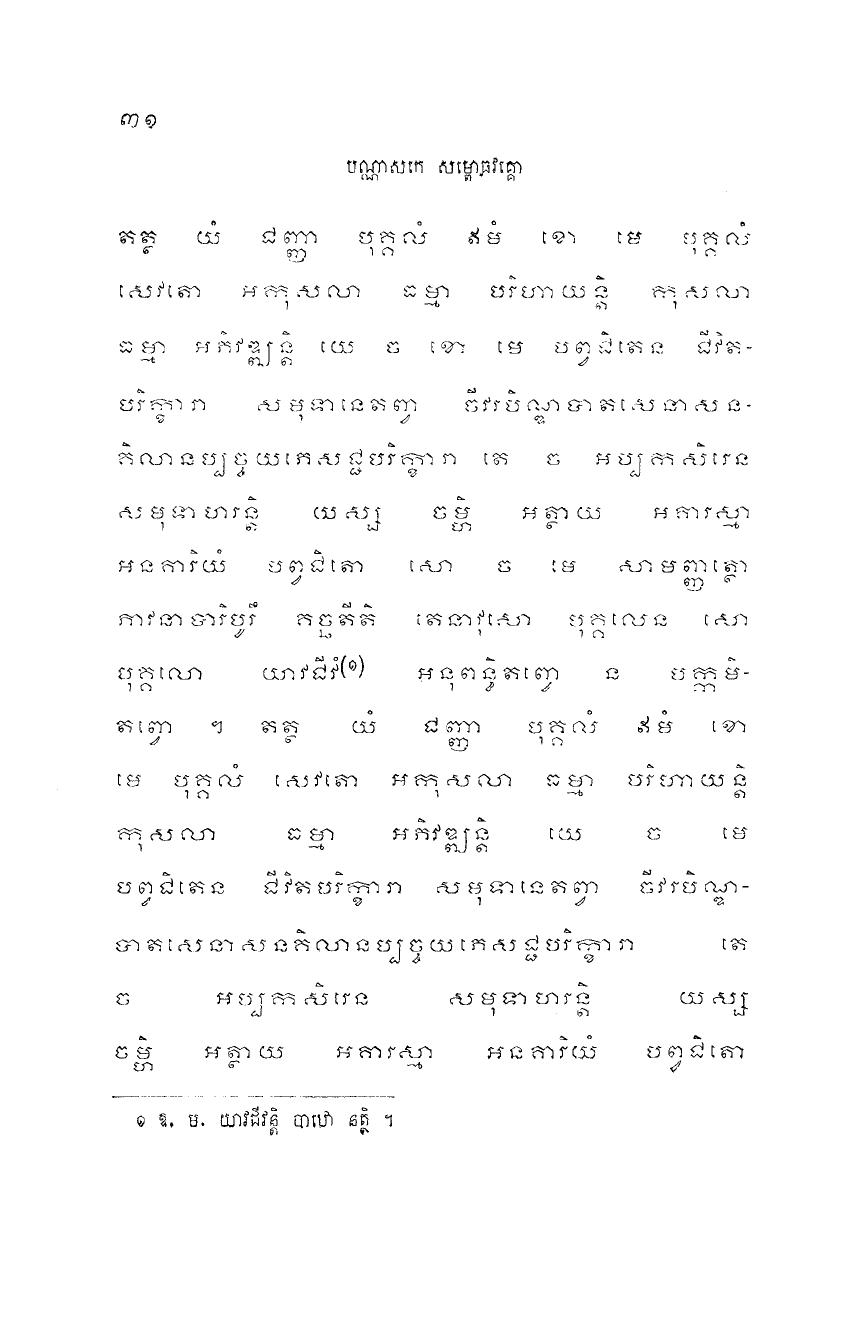 ៣១
បណ្ណាសកេ សម្ពោធវគ្គោ
តត្ថ យំ ជញ្ញា បុគ្គលំ ឥមំ ខោ មេ បុគ្គលំ
សេវតោ អកុសលា ធម្មា បរិហាយន្តិ កុសលា
ធម្មា អភិវឌ្ឍន្តិ យេ ច ខោ មេ បព្វជិតេន ជីវិត-
បរិក្ខារា សមុទានេតព្វា ចីវរបិណ្ឌបាតសេនាសន-
គិលានប្បច្ចយភេសជ្ជបរិក្ខារា តេ ច អប្បកសិរេន
សមុទាហរន្តិ យស្ស ចម្ហិ អត្ថាយ អគារស្មា
អនគារិយំ បព្វជិតោ សោ ច មេ សាមញ្ញត្ថោ
ភាវនាបារិបូរឹ គច្ឆតីតិ តេនាវុសោ បុគ្គលេន សោ
បុគ្គលោ យាវជីវំ(១) អនុពន្ធិតព្វោ ន បក្កមិ-
តព្វោ ។ តត្ថ យំ ជញ្ញា បុគ្គលំ ឥមំ ខោ
មេ បុគ្គលំ សេវតោ អកុសលា ធម្មា បរិហាយន្តិ
កុសលា ធម្មា អភិវឌ្ឍន្តិ យេ ច មេ
បព្វជិតេន ជីវិតបរិក្ខារា សមុទានេតព្វា ចីវរបិណ្ឌ-
បាតសេនាសនគិលានប្បច្ចយភេសជ្ជបរិក្ខារា តេ
ច អប្បកសិរេន សមុទាហរន្តិ យស្ស
ចម្ហិ អត្ថាយ អគារស្មា អនគារិយំ បព្វជិតោ
១ ឱ. ម. យាវជីវន្តិ បាឋោ នត្ថិ ។